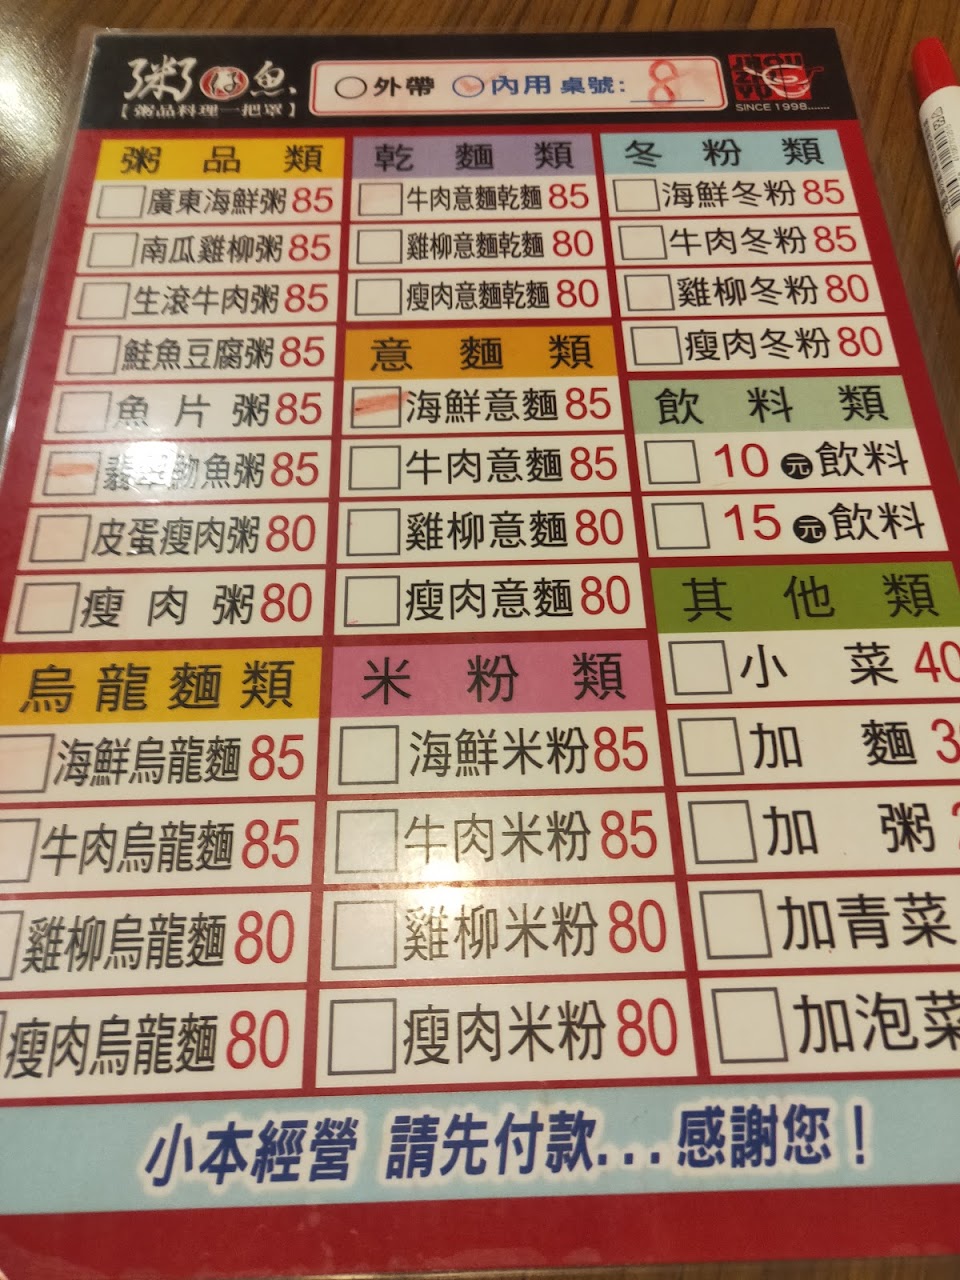 粥 魚
【粥品料理一把罩】
外帶 內用 桌號: 8
JHOU
SINCE 1998.......
粥品類
廣東海鮮粥 85
南瓜雞柳粥 85
生滾牛肉粥 85
鮭魚豆腐粥 85
魚片粥 85
魚粥 85
皮蛋瘦肉粥 80
瘦肉粥 80
烏龍麵類
海鮮烏龍麵 85
牛肉烏龍麵 85
雞柳烏龍麵 80
瘦肉烏龍麵 80
乾麵類
牛肉意麵乾麵 85
雞柳意麵乾麵 80
瘦肉意麵乾麵 80
意麵類
海鮮意麵 85
牛肉意麵 85
雞柳意麵 80
瘦肉意麵 80
米粉類
海鮮米粉 85
牛肉米粉 85
雞柳米粉 80
瘦肉米粉 80
冬粉類
海鮮冬粉 85
牛肉冬粉 85
雞柳冬粉 80
瘦肉冬粉 80
飲料類
10元飲料
15元飲料
其他類
小菜 40
加麵
加粥
加青菜
加泡菜
小本經營 請先付款...感謝您！